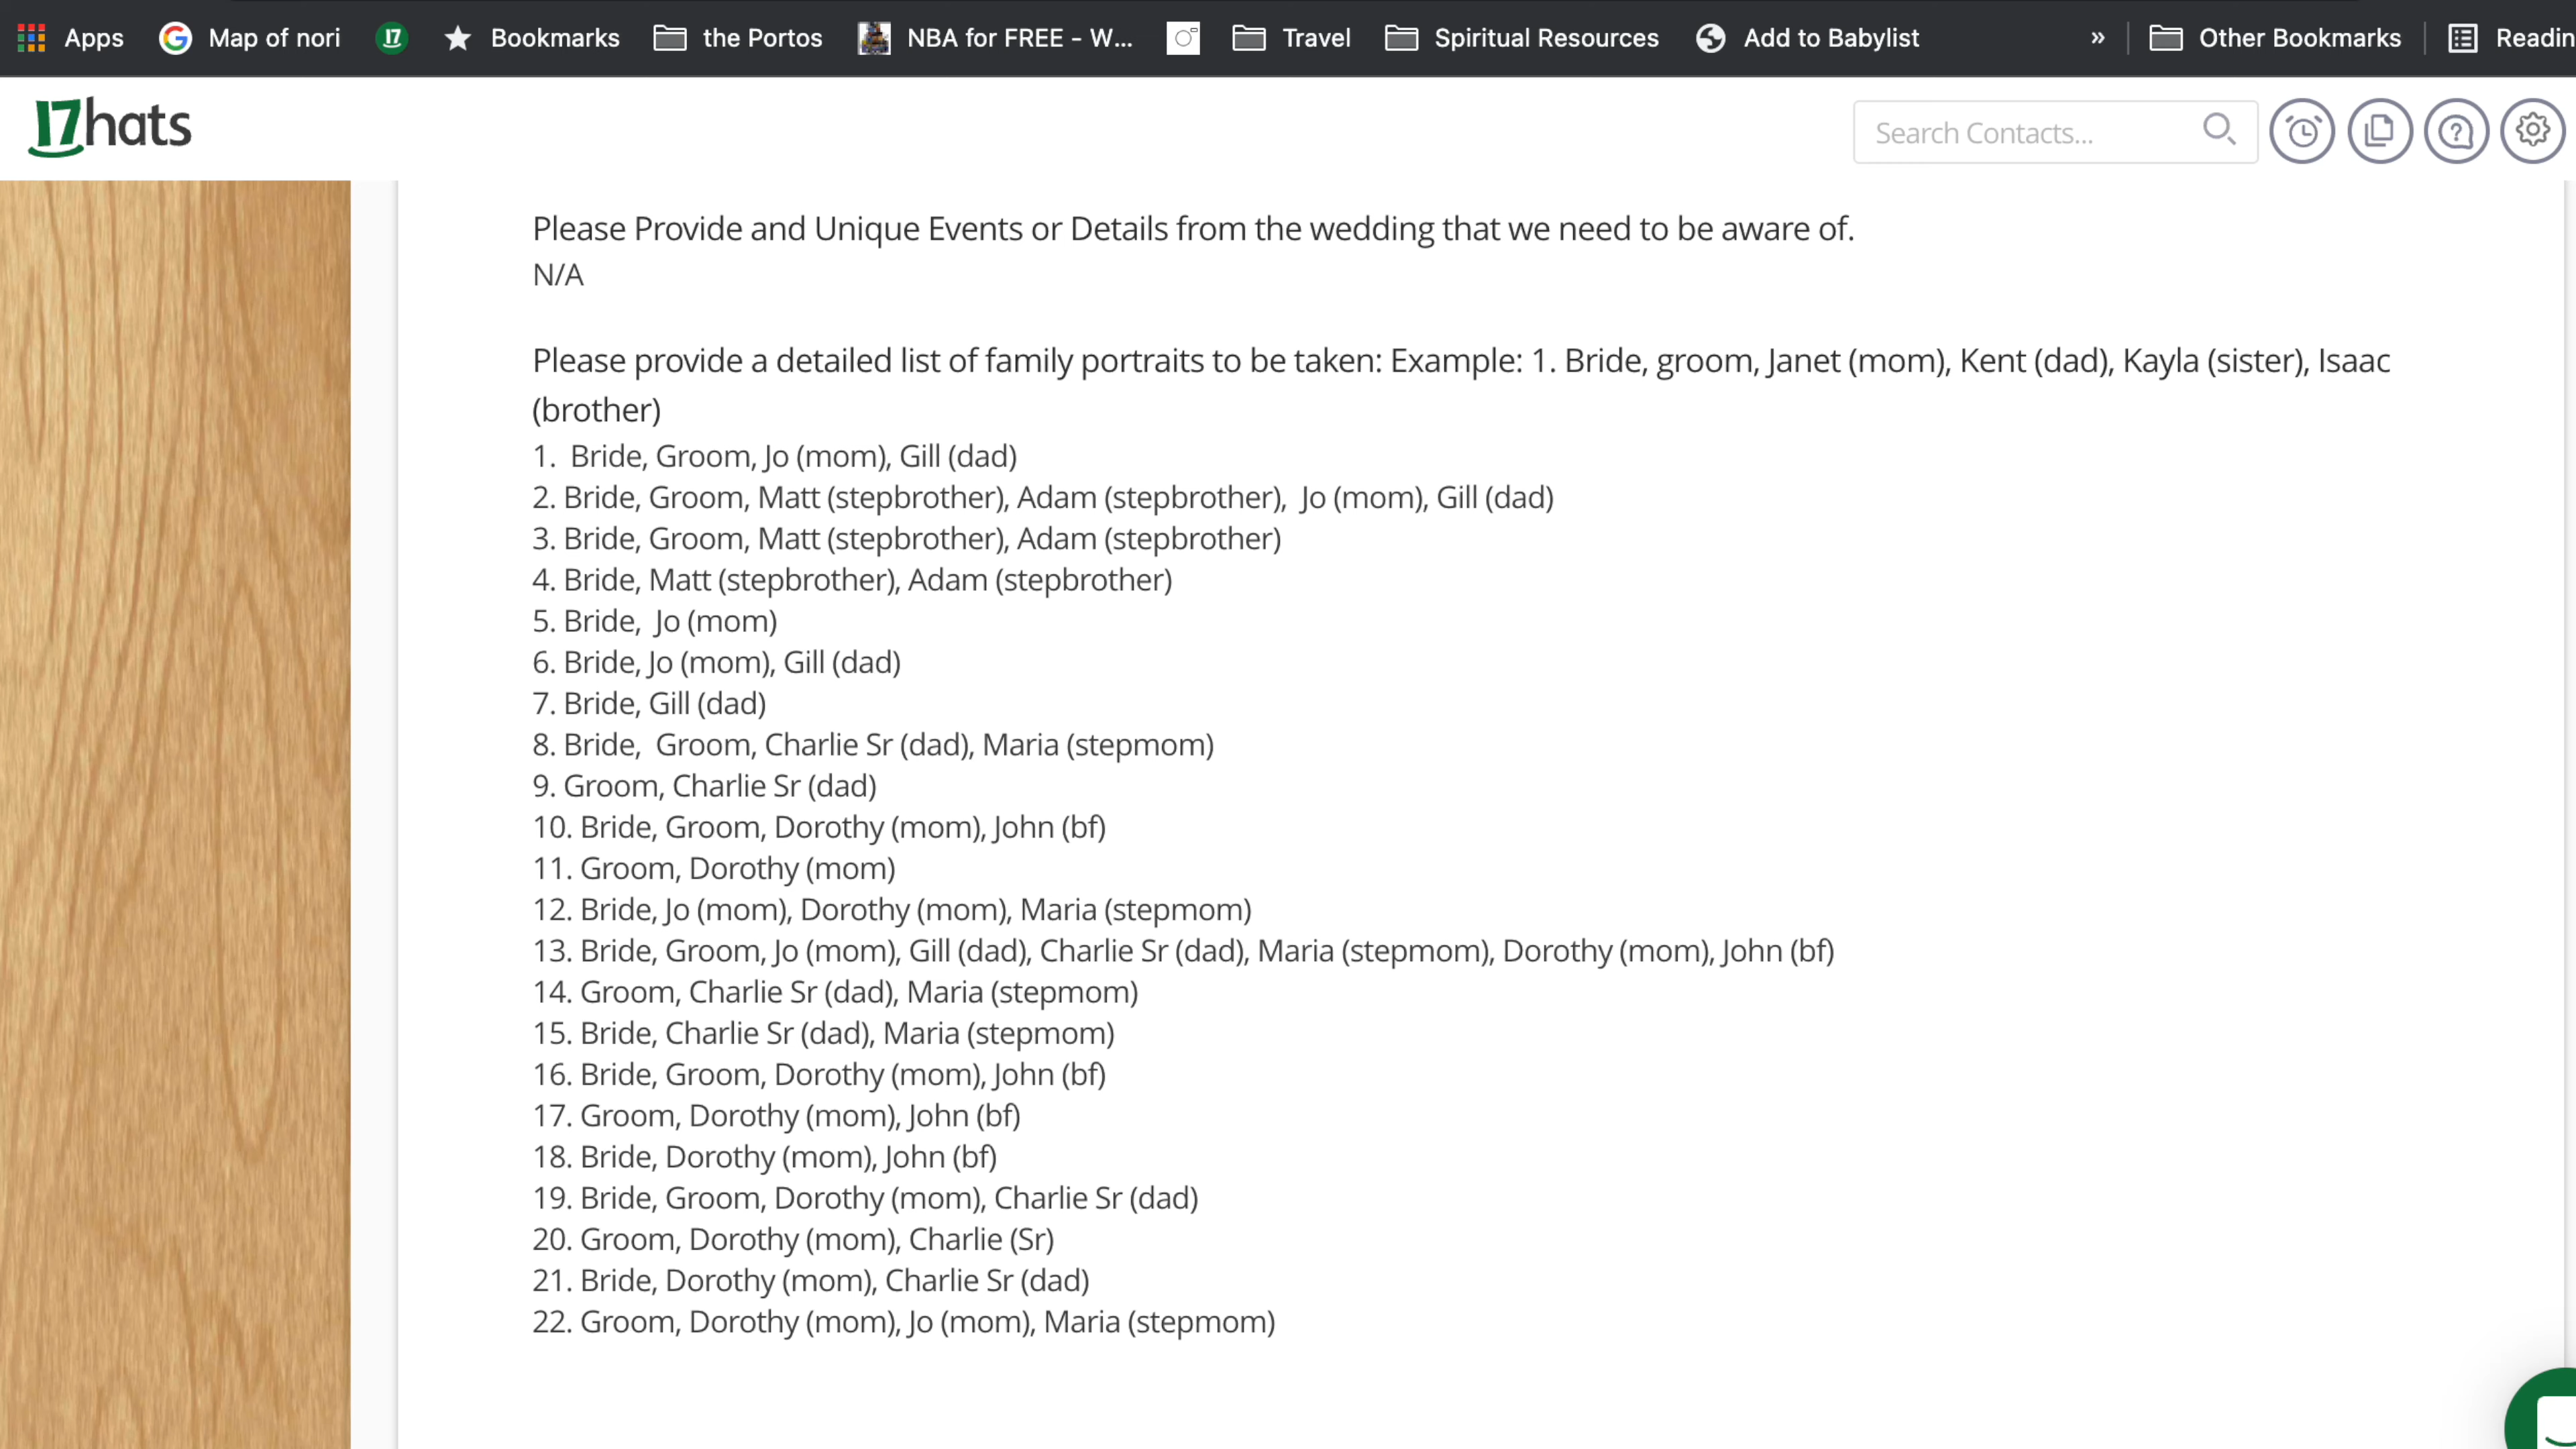 Apps Map of nori 17 Bookmarks the Portos NBA for FREE - W... Travel Spiritual Resources Add to Babylist » Other Bookmarks Readin
17hats Search Contacts...
Please Provide and Unique Events or Details from the wedding that we need to be aware of.
N/A
Please provide a detailed list of family portraits to be taken: Example: 1. Bride, groom, Janet (mom), Kent (dad), Kayla (sister), Isaac
(brother)
1.  Bride, Groom, Jo (mom), Gill (dad)
2. Bride, Groom, Matt (stepbrother), Adam (stepbrother),  Jo (mom), Gill (dad)
3. Bride, Groom, Matt (stepbrother), Adam (stepbrother)
4. Bride, Matt (stepbrother), Adam (stepbrother)
5. Bride,  Jo (mom)
6. Bride, Jo (mom), Gill (dad)
7. Bride, Gill (dad)
8. Bride,  Groom, Charlie Sr (dad), Maria (stepmom)
9. Groom, Charlie Sr (dad)
10. Bride, Groom, Dorothy (mom), John (bf)
11. Groom, Dorothy (mom)
12. Bride, Jo (mom), Dorothy (mom), Maria (stepmom)
13. Bride, Groom, Jo (mom), Gill (dad), Charlie Sr (dad), Maria (stepmom), Dorothy (mom), John (bf)
14. Groom, Charlie Sr (dad), Maria (stepmom)
15. Bride, Charlie Sr (dad), Maria (stepmom)
16. Bride, Groom, Dorothy (mom), John (bf)
17. Groom, Dorothy (mom), John (bf)
18. Bride, Dorothy (mom), John (bf)
19. Bride, Groom, Dorothy (mom), Charlie Sr (dad)
20. Groom, Dorothy (mom), Charlie (Sr)
21. Bride, Dorothy (mom), Charlie Sr (dad)
22. Groom, Dorothy (mom), Jo (mom), Maria (stepmom)